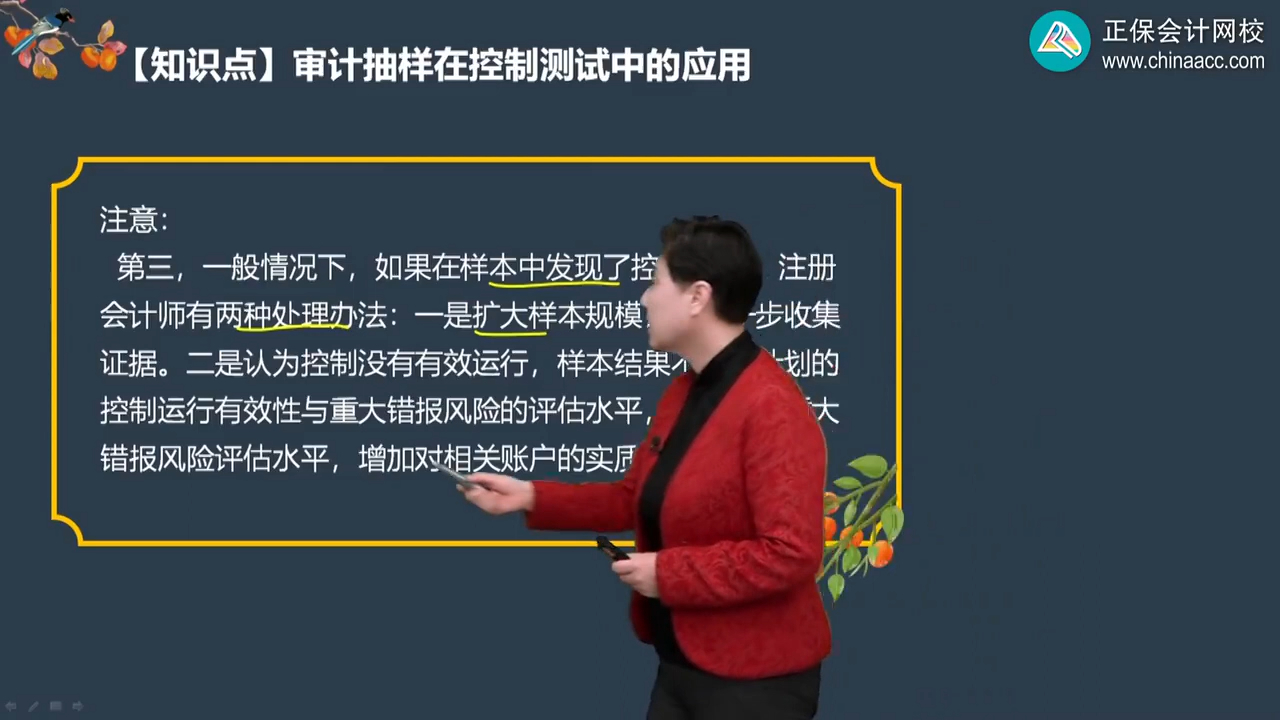 【知识点】审计抽样在控制测试中的应用
正保会计网校
www.chinaacc.com
注意：
第三，一般情况下，如果在样本中发现了控 注册
会计师有两种处理办法：一是扩大样本规模， 一步收集
证据。二是认为控制没有有效运行，样本结果不 计划的
控制运行有效性与重大错报风险的评估水平， 重大
错报风险评估水平，增加对相关账户的实质